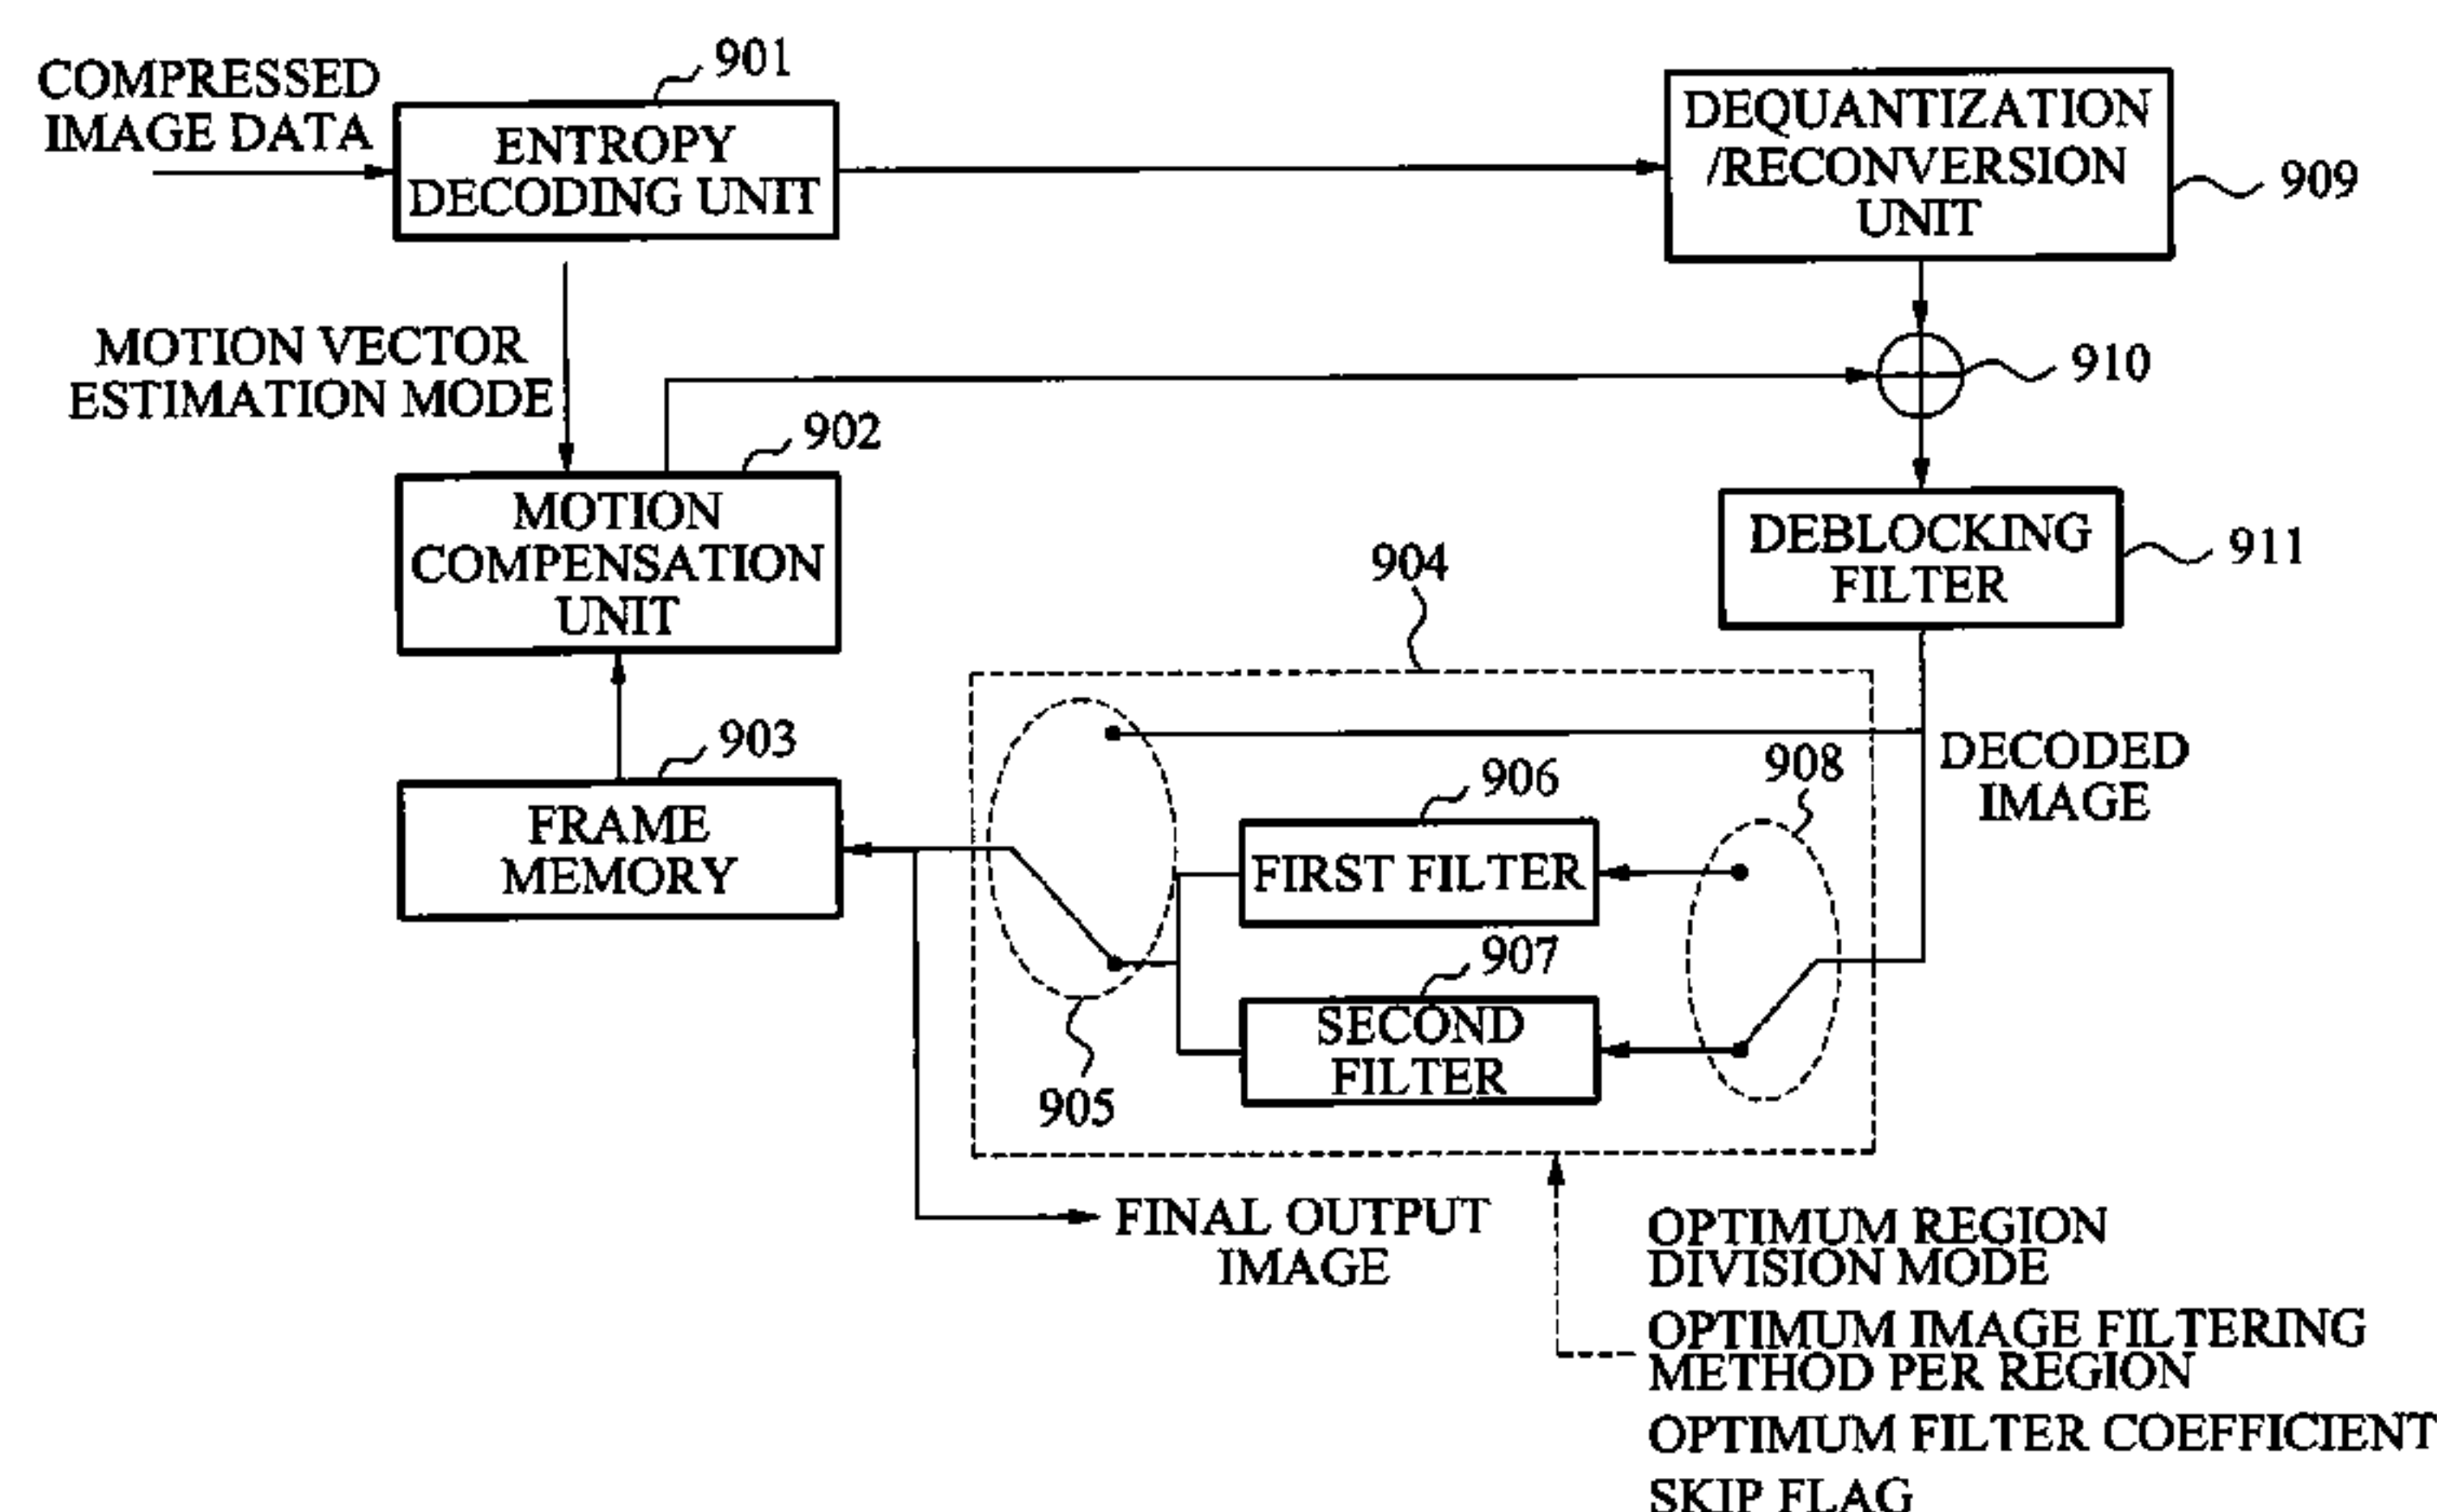 COMPRESSED
IMAGE DATA
901
ENTROPY
DECODING UNIT
DEQUANTIZATION
/RECONVERSION
UNIT
909
MOTION VECTOR
ESTIMATION MODE
910
902
MOTION
COMPENSATION
UNIT
DEBLOCKING
FILTER
911
904
903
FRAME
MEMORY
DECODED
IMAGE
908
906
FIRST FILTER
907
SECOND
FILTER
905
FINAL OUTPUT
IMAGE
OPTIMUM REGION
DIVISION MODE
OPTIMUM IMAGE FILTERING
METHOD PER REGION
OPTIMUM FILTER COEFFICIENT
SKIP FLAG